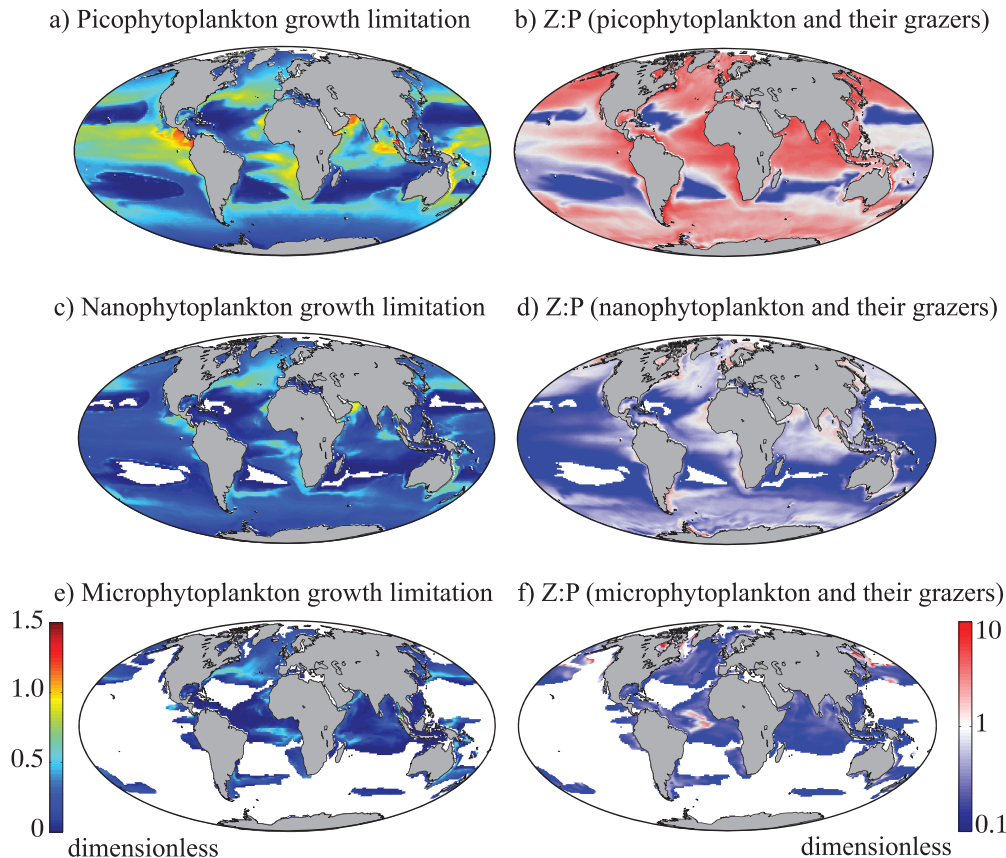 a) Picophytoplankton growth limitation
b) Z:P (picophytoplankton and their grazers)
c) Nanophytoplankton growth limitation
d) Z:P (nanophytoplankton and their grazers)
e) Microphytoplankton growth limitation
f) Z:P (microphytoplankton and their grazers)
1.5
1.0
0.5
0
dimensionless
10
1
0.1
dimensionless